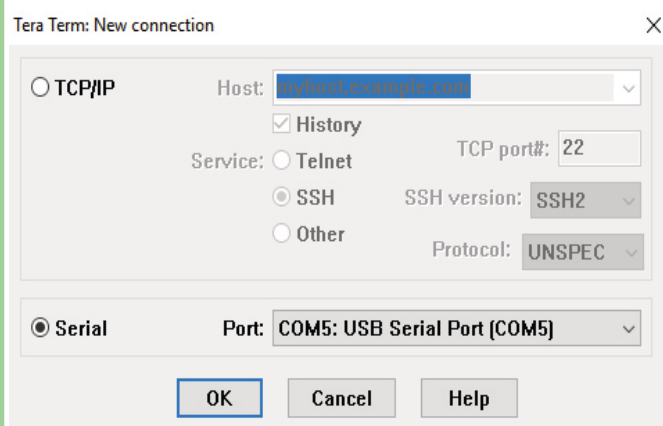 Tera Term: New connection
TCP/IP
Host: myhost.example.com
History
Service: Telnet
TCP port#: 22
SSH
SSH version: SSH2
Other
Protocol: UNSPEC
Serial
Port: COM5: USB Serial Port (COM5)
OK Cancel Help